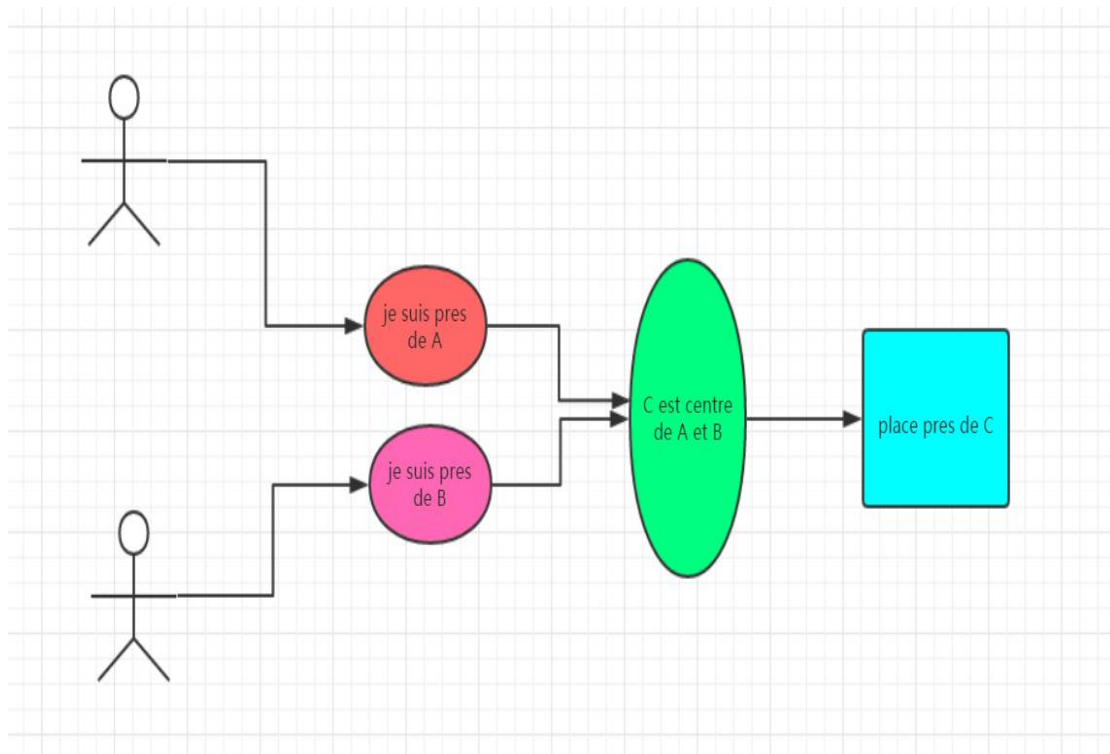 je suis pres
de A
je suis pres
de B
C est centre
de A et B
place pres de C